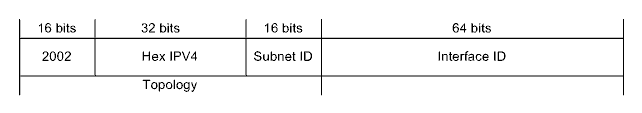 16 bits 32 bits 16 bits 64 bits
2002 Hex IPV4 Subnet ID Interface ID
Topology